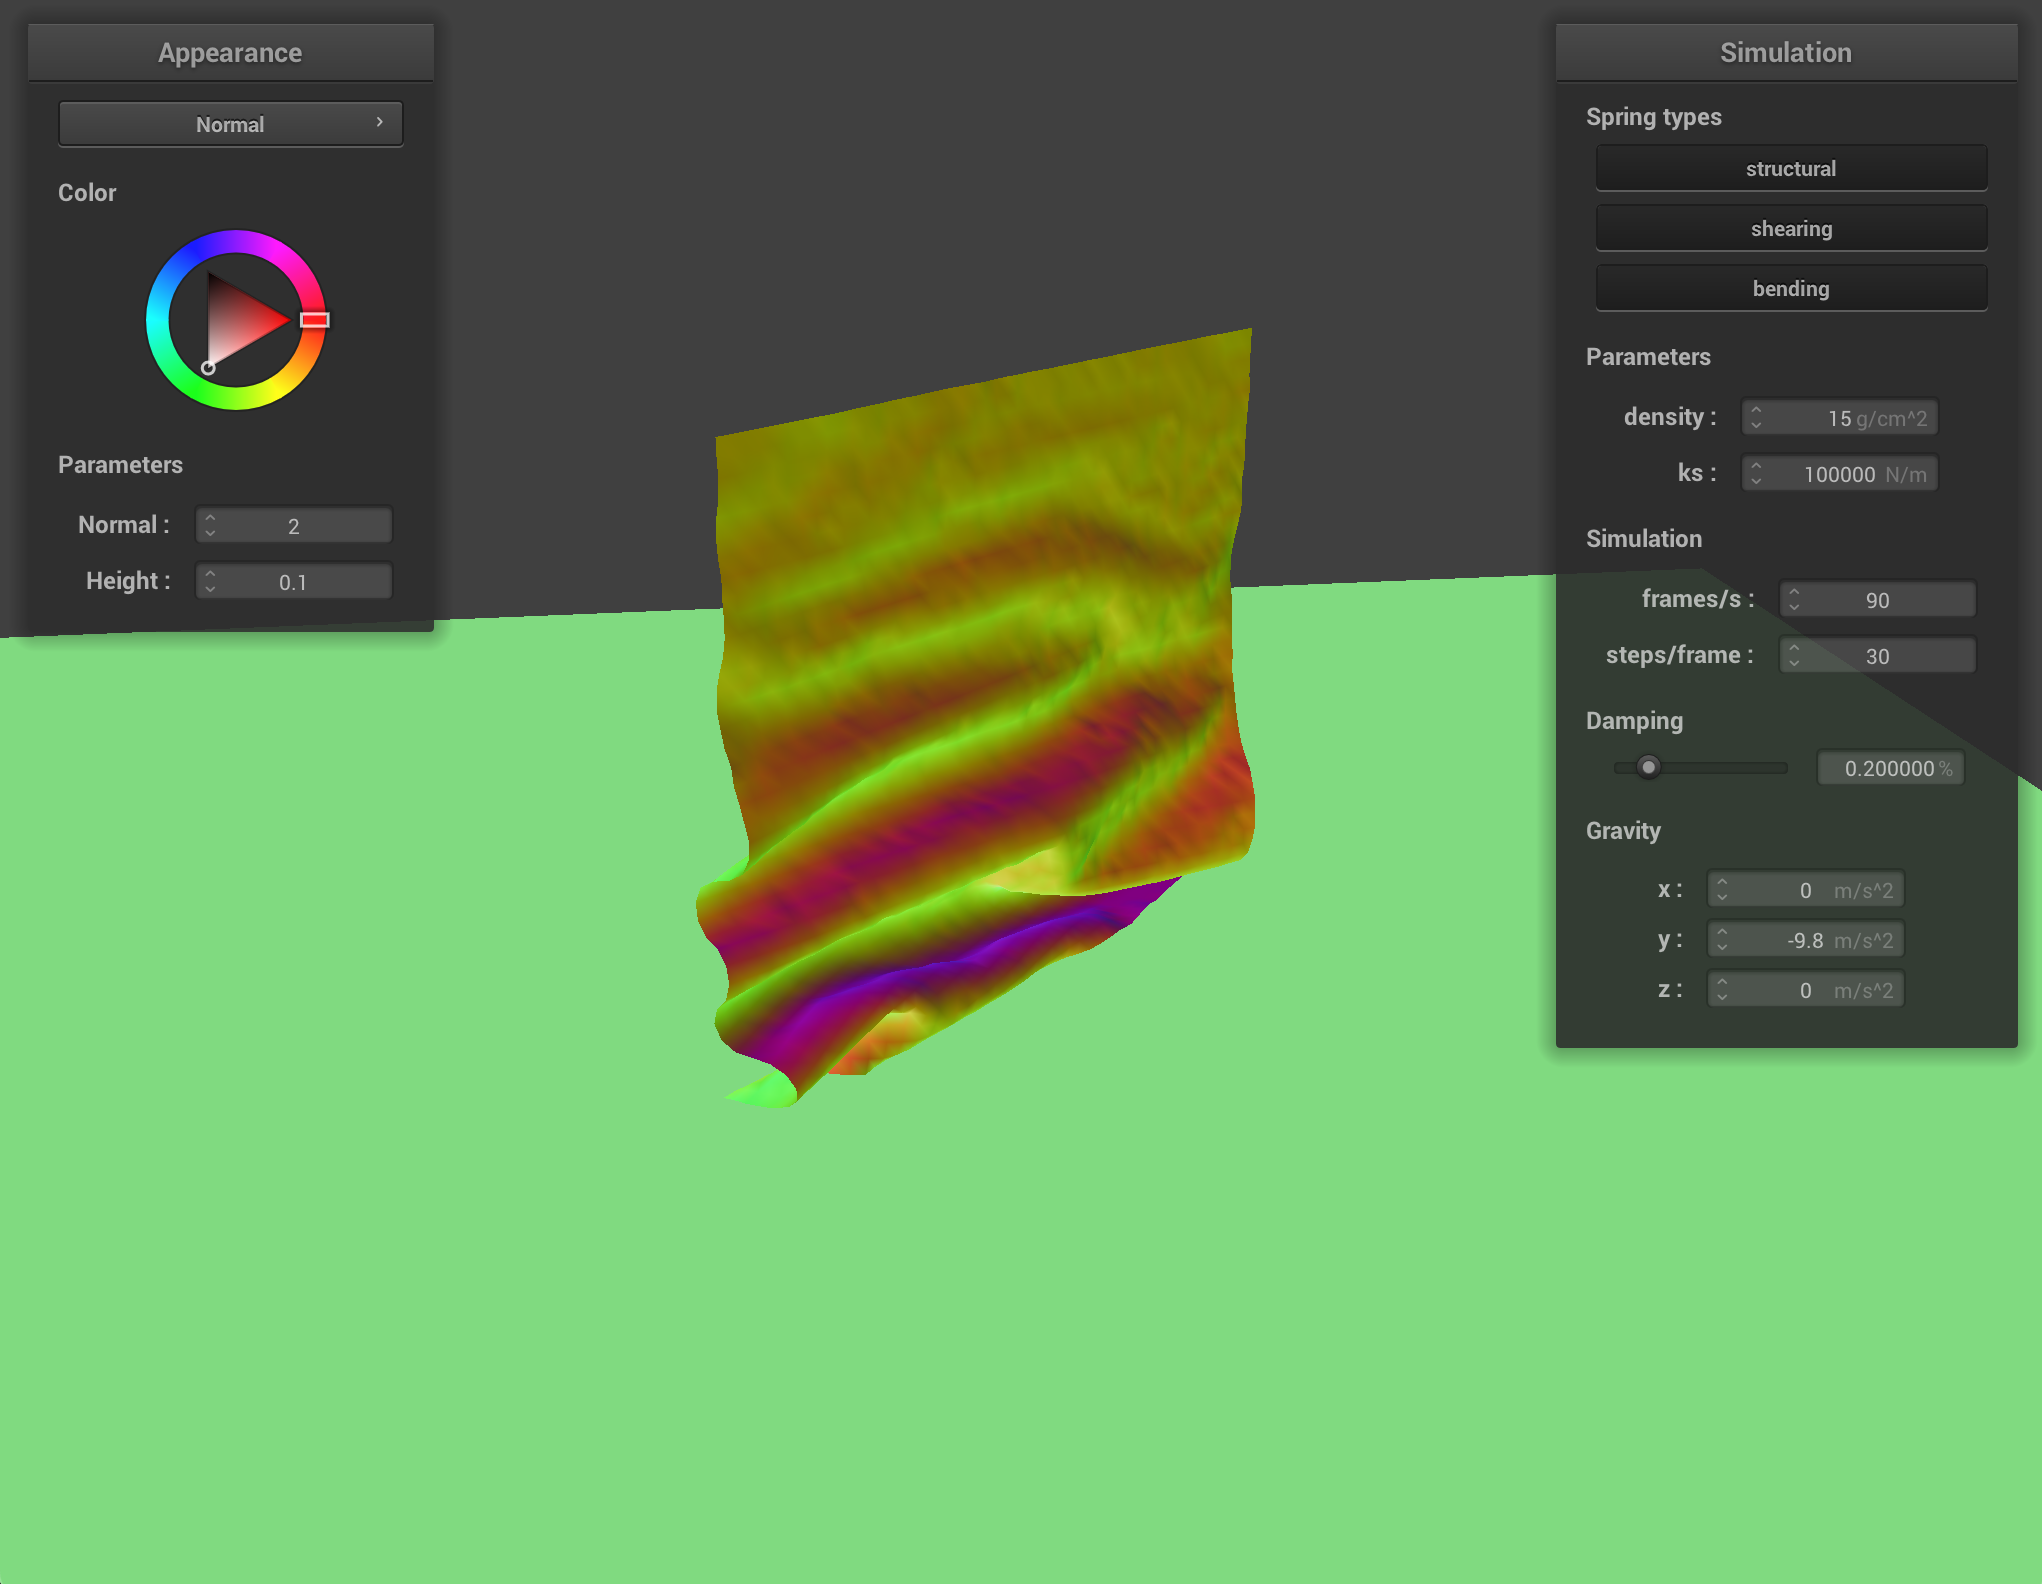 Appearance
Normal
Color
Parameters
Normal : 2
Height : 0.1
Simulation
Spring types
structural
shearing
bending
Parameters
density : 15 g/cm^2
ks : 100000 N/m
Simulation
frames/s : 90
steps/frame : 30
Damping
0.200000 %
Gravity
x : 0 m/s^2
y : -9.8 m/s^2
z : 0 m/s^2